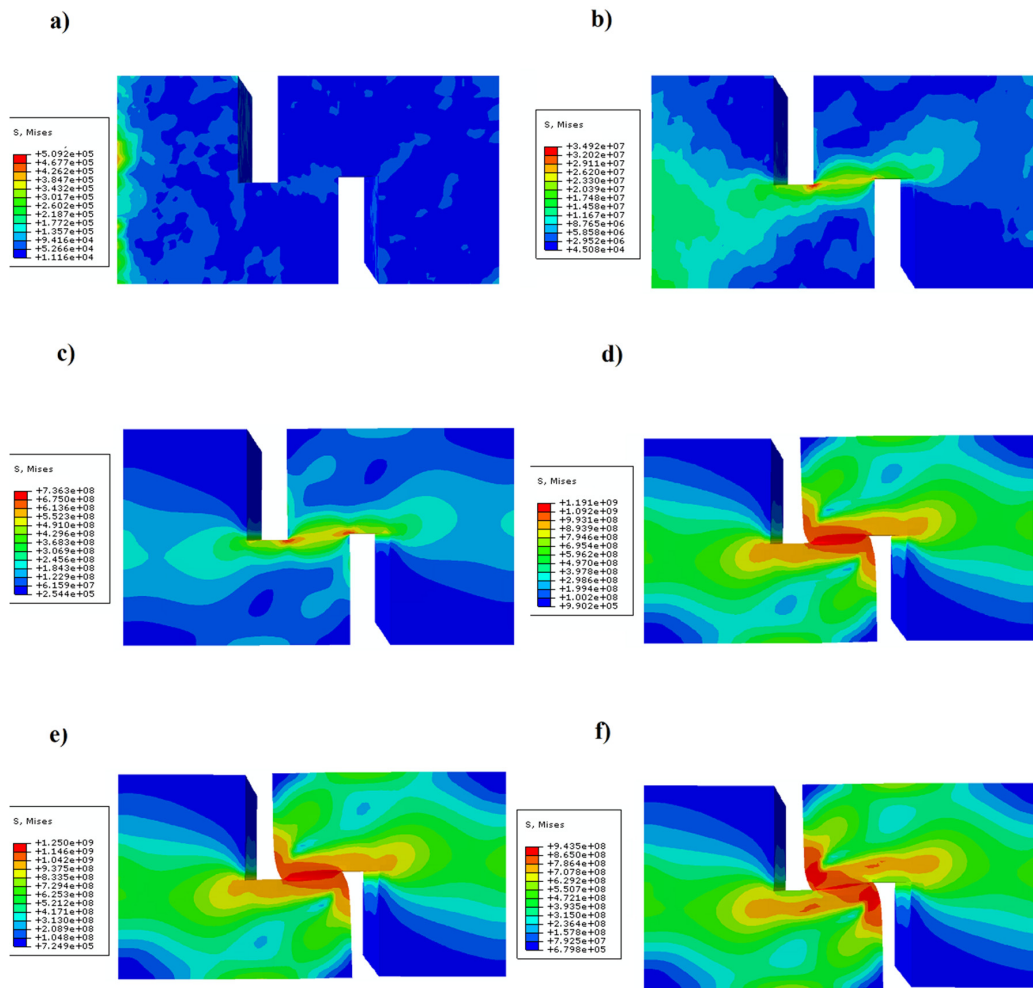 a)
S, Mises
+5.092e+05
+4.677e+05
+4.262e+05
+3.847e+05
+3.432e+05
+3.017e+05
+2.602e+05
+2.187e+05
+1.772e+05
+1.357e+05
+9.416e+04
+5.266e+04
+1.116e+04
b)
S, Mises
+3.492e+07
+3.202e+07
+2.911e+07
+2.620e+07
+2.330e+07
+2.039e+07
+1.748e+07
+1.458e+07
+1.167e+07
+8.765e+06
+5.858e+06
+2.952e+06
+4.508e+04
c)
S, Mises
+7.363e+08
+6.750e+08
+6.136e+08
+5.523e+08
+4.910e+08
+4.296e+08
+3.683e+08
+3.069e+08
+2.456e+08
+1.843e+08
+1.229e+08
+6.159e+07
+2.544e+05
d)
S, Mises
+1.191e+09
+1.092e+09
+9.931e+08
+8.939e+08
+7.946e+08
+6.954e+08
+5.962e+08
+4.970e+08
+3.978e+08
+2.986e+08
+1.994e+08
+1.002e+08
+9.902e+05
e)
S, Mises
+1.250e+09
+1.146e+09
+1.042e+09
+9.375e+08
+8.335e+08
+7.294e+08
+6.253e+08
+5.212e+08
+4.171e+08
+3.130e+08
+2.089e+08
+1.048e+08
+7.249e+05
f)
S, Mises
+9.435e+08
+8.650e+08
+7.864e+08
+7.078e+08
+6.292e+08
+5.507e+08
+4.721e+08
+3.935e+08
+3.150e+08
+2.364e+08
+1.578e+08
+7.925e+07
+6.798e+05